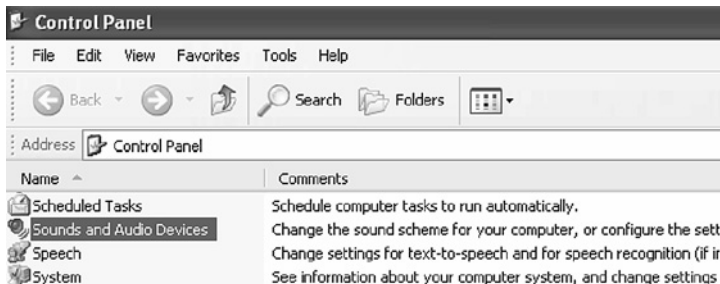 Control Panel
File Edit View Favorites Tools Help
Back Search Folders
Address Control Panel
Name Comments
Scheduled Tasks Schedule computer tasks to run automatically.
Sounds and Audio Devices Change the sound scheme for your computer, or configure the sett
Speech Change settings for text-to-speech and for speech recognition (if
System See information about your computer system, and change settings